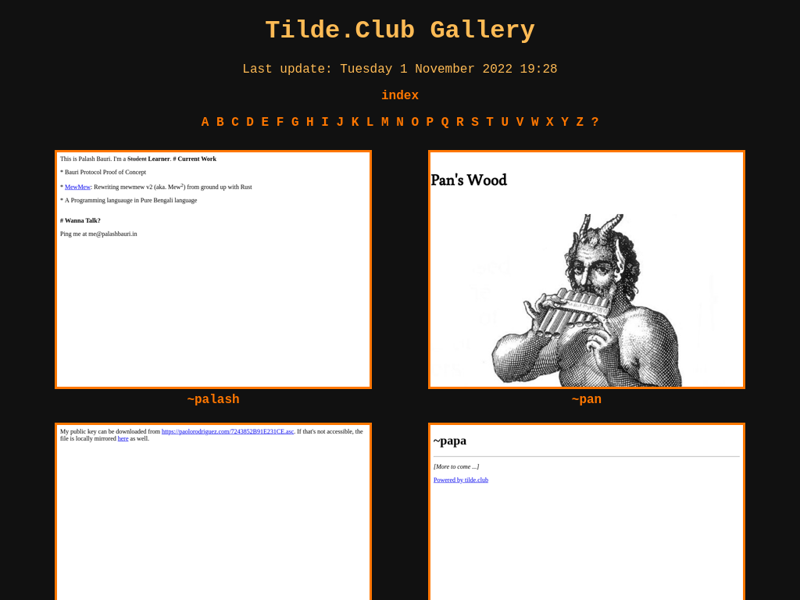 Tilde.Club Gallery
Last update: Tuesday 1 November 2022 19:28
index
A B C D E F G H I J K L M N O P Q R S T U V W X Y Z ?
This is Palash Bauri. I'm a Student Learner. # Current Work
* Bauri Protocol Proof of Concept
* MewMew: Rewriting mewmew v2 (aka. Mew²) from ground up with Rust
* A Programming languauge in Pure Bengali language
# Wanna Talk?
Ping me at me@palashbauri.in
~palash
Pan's Wood
~pan
My public key can be downloaded from https://paolorodriguez.com/7243852B91E231CE.asc. If that's not accessible, the
file is locally mirrored here as well.
~papa
[More to come ...]
Powered by tilde.club